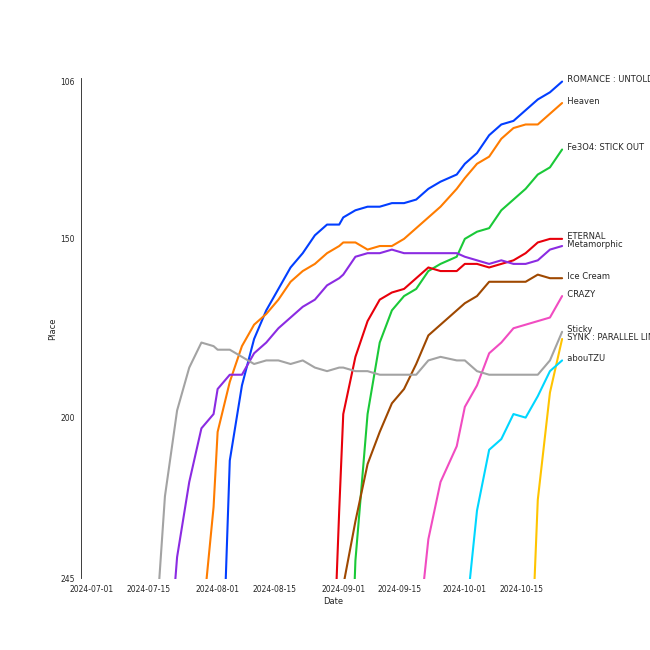 106
ROMANCE : UNTOLD
Heaven
Fe3O4: STICK OUT
150
ETERNAL
Metamorphic
Ice Cream
CRAZY
Place
Sticky
SYNK : PARALLEL LIN
abouTZU
200
245
2024-07-01 2024-07-15 2024-08-01 2024-08-15 2024-09-01 2024-09-15 2024-10-01 2024-10-15
Date